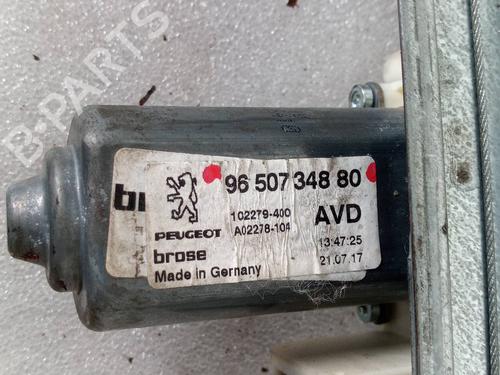 B-PARTS
96 507 348 80
102279-400 AVD
PEUGEOT A02278-104 13:47:25
brose 21.07.17
Made in Germany